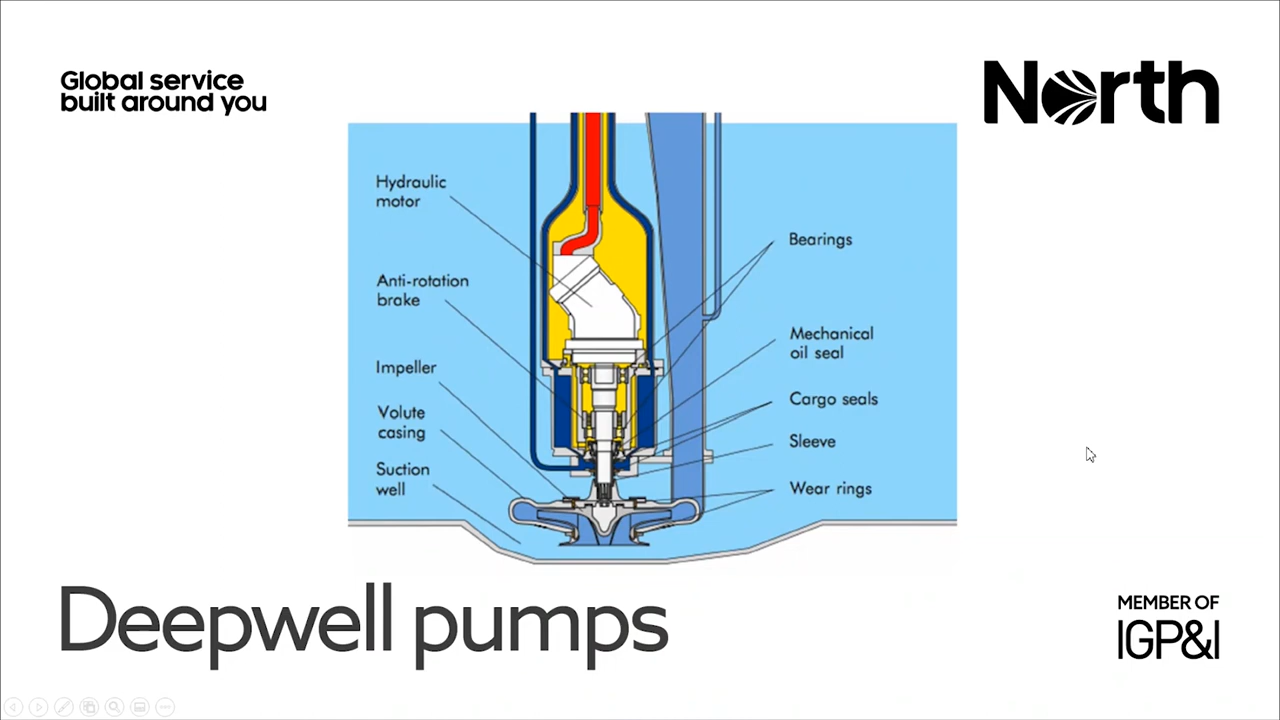 Global service
built around you
North
Hydraulic
motor
Anti-rotation
brake
Impeller
Volute
casing
Suction
well
Bearings
Mechanical
oil seal
Cargo seals
Sleeve
Wear rings
Deepwell pumps
MEMBER OF
IGP&I